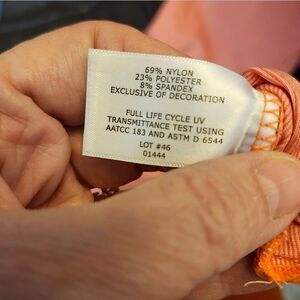 69% NYLON
23% POLYESTER
8% SPANDEX
EXCLUSIVE OF DECORATION
FULL LIFE CYCLE UV
TRANSMITTANCE TEST USING
AATCC 183 AND ASTM D 6544
LOT #46
01444